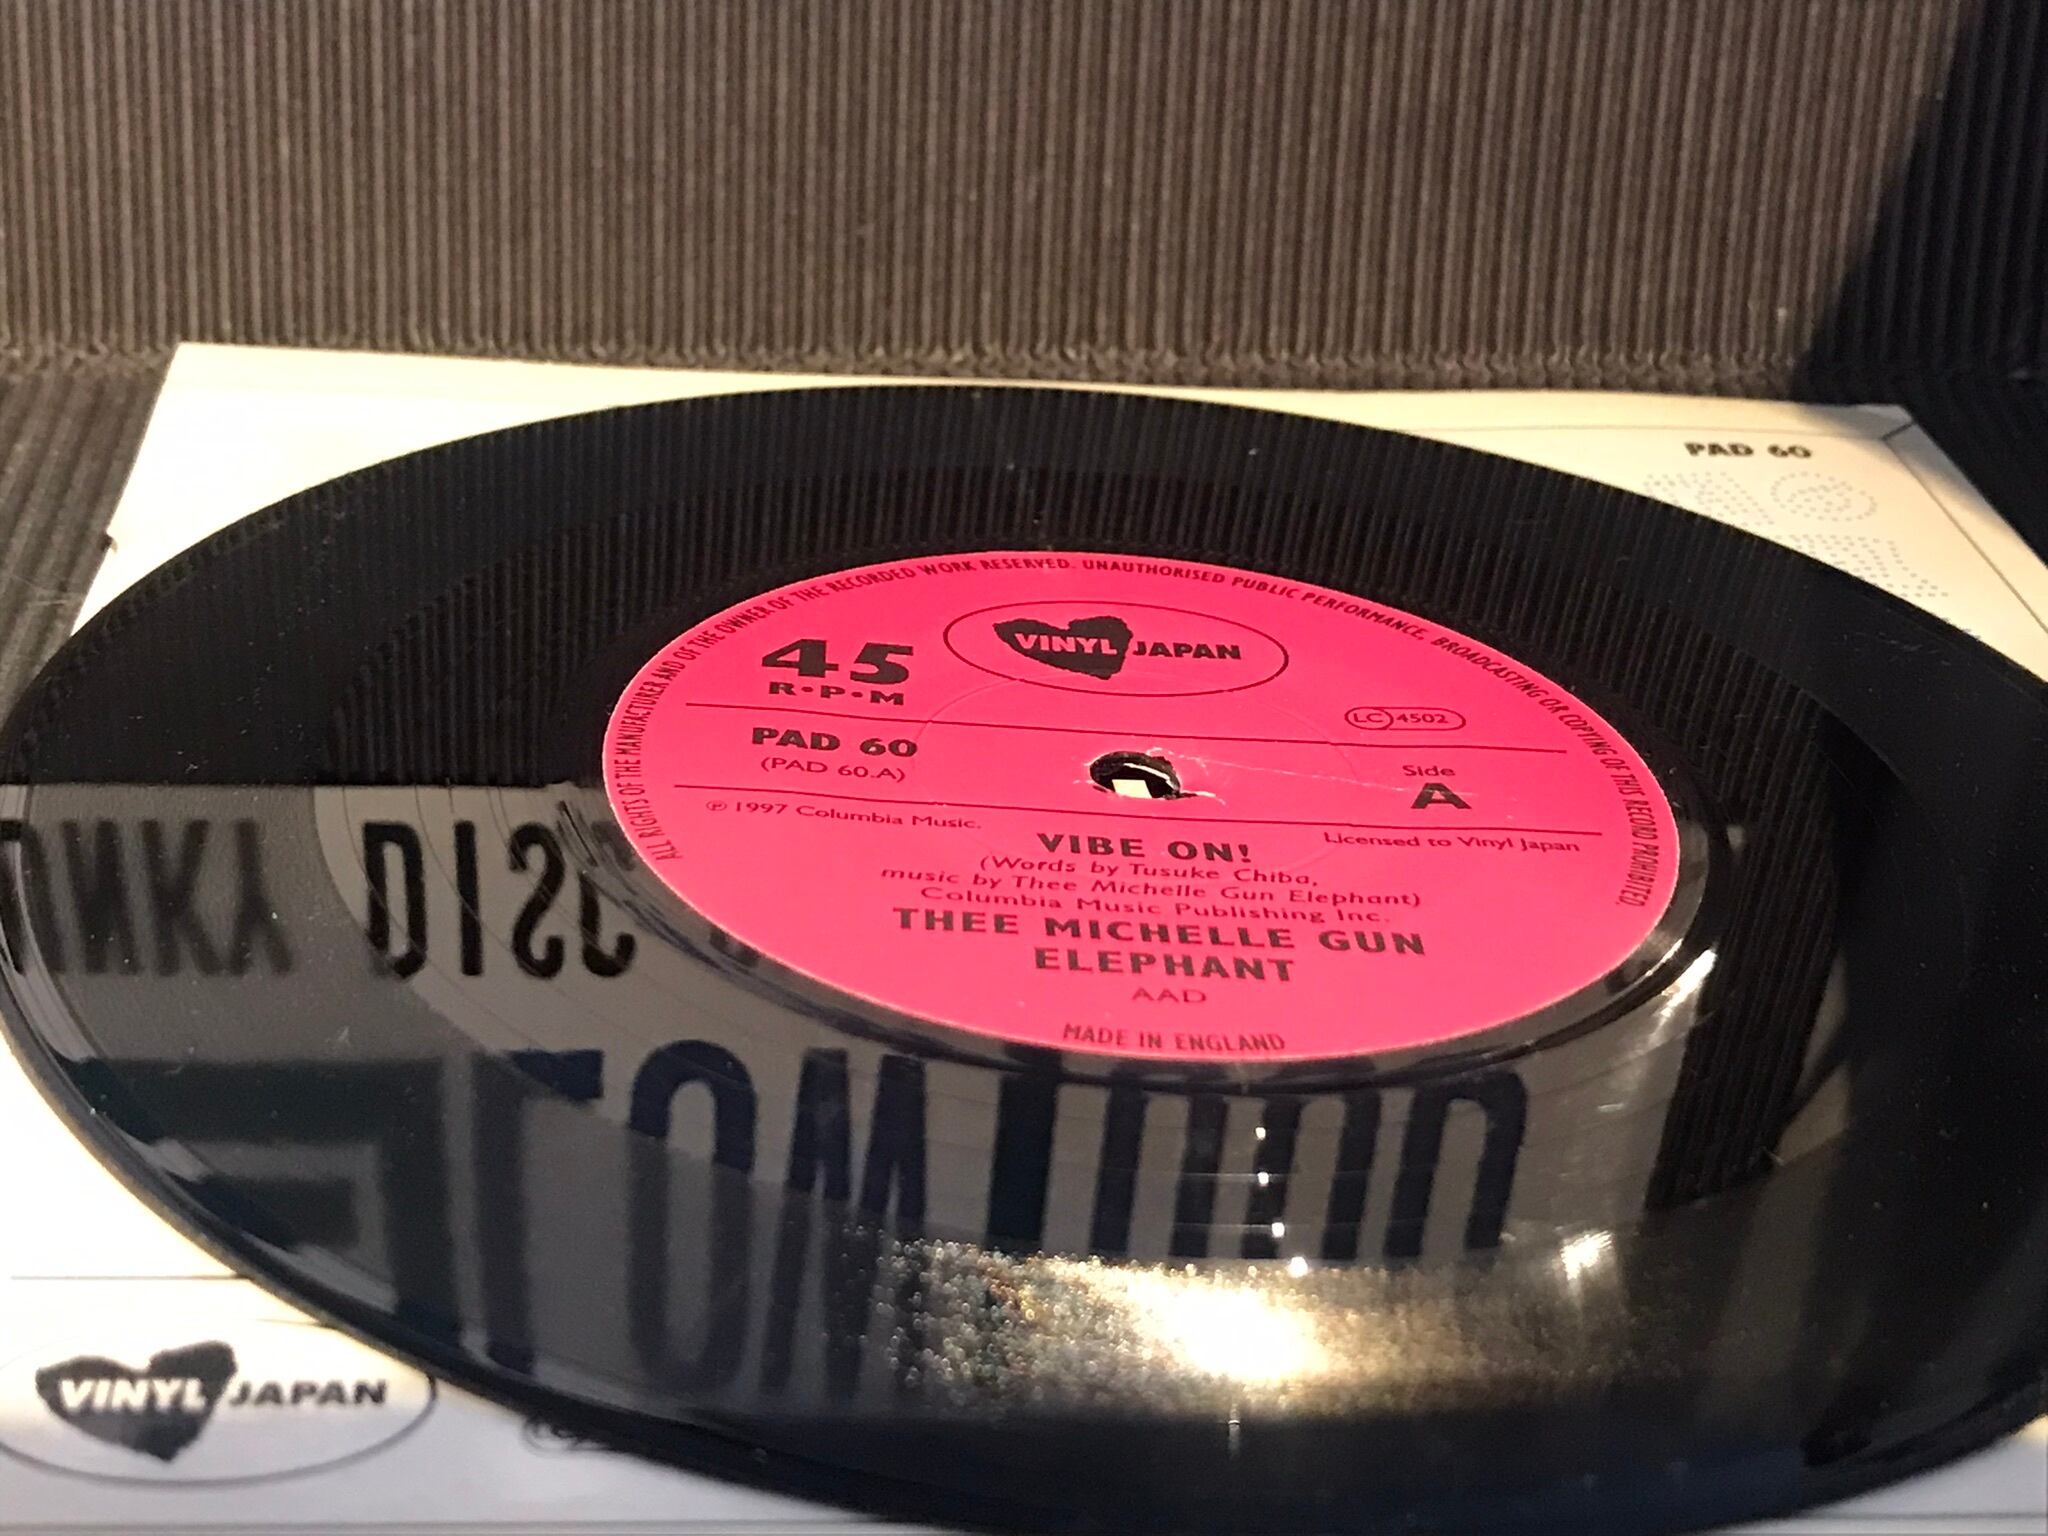 PAD 60
ALL RIGHTS OF THE MANUFACTURER AND OF THE OWNER OF THE RECORDED WORK RESERVED. UNAUTHORISED PUBLIC PERFORMANCE, BROADCASTING OR COPYING OF THIS RECORD PROHIBITED.
VINYL JAPAN
45
R·P·M
LC 4502
PAD 60
(PAD 60.A)
Side
A
℗ 1997 Columbia Music.
Licensed to Vinyl Japan
VIBE ON!
(Words by Tusuke Chiba,
music by Thee Michelle Gun Elephant)
Columbia Music Publishing Inc.
THEE MICHELLE GUN
ELEPHANT
AAD
MADE IN ENGLAND
VINYL JAPAN